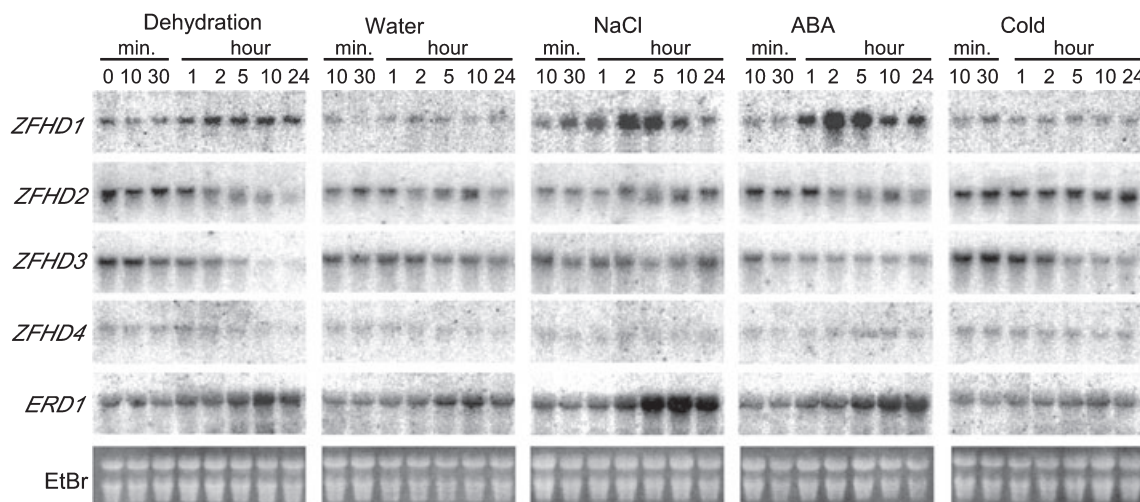 Dehydration Water NaCl ABA Cold
min. hour min. hour min. hour min. hour min. hour
0 10 30 1 2 5 10 24 10 30 1 2 5 10 24 10 30 1 2 5 10 24 10 30 1 2 5 10 24 10 30 1 2 5 10 24
ZFHD1
ZFHD2
ZFHD3
ZFHD4
ERD1
EtBr